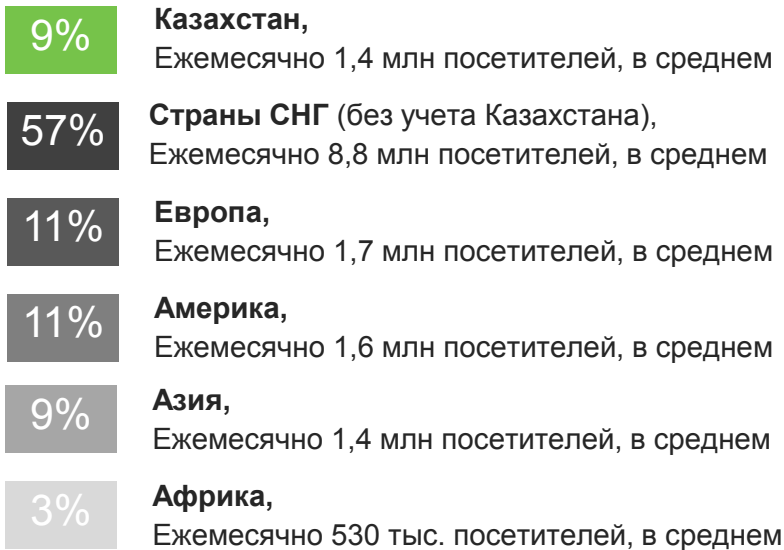 9%
Казахстан,
Ежемесячно 1,4 млн посетителей, в среднем
57%
Страны СНГ (без учета Казахстана),
Ежемесячно 8,8 млн посетителей, в среднем
11%
Европа,
Ежемесячно 1,7 млн посетителей, в среднем
11%
Америка,
Ежемесячно 1,6 млн посетителей, в среднем
9%
Азия,
Ежемесячно 1,4 млн посетителей, в среднем
3%
Африка,
Ежемесячно 530 тыс. посетителей, в среднем